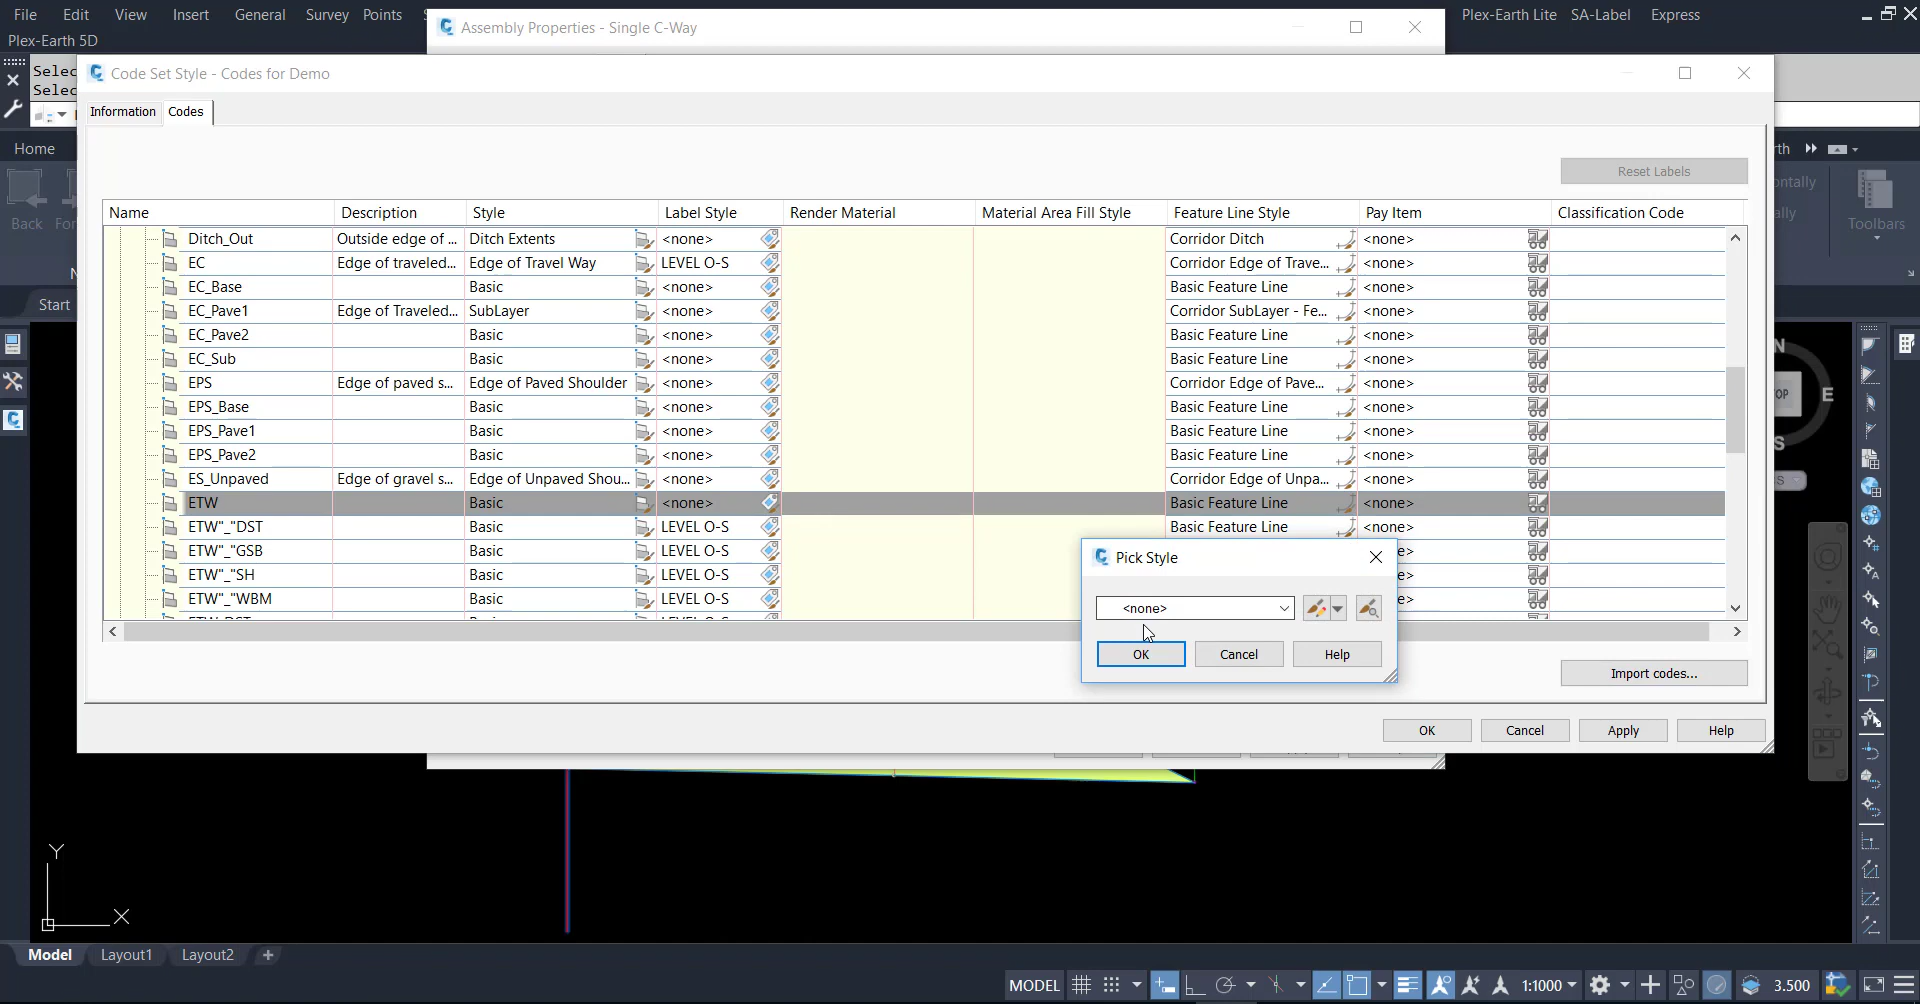 File Edit View Insert General Survey Points
Plex-Earth Lite SA-Label Express
Plex-Earth 5D
Assembly Properties - Single C-Way
Code Set Style - Codes for Demo
Selec
Selec
Information Codes
Home
Back
Toolbars
Start
Reset Labels
Name Description Style Label Style Render Material Material Area Fill Style Feature Line Style Pay Item Classification Code
Ditch_Out Outside edge of ... Ditch Extents <none> Corridor Ditch <none>
EC Edge of traveled... Edge of Travel Way LEVEL O-S Corridor Edge of Trave... <none>
EC_Base Basic <none> Basic Feature Line <none>
EC_Pave1 Edge of Traveled... SubLayer <none> Corridor SubLayer - Fe... <none>
EC_Pave2 Basic <none> Basic Feature Line <none>
EC_Sub Basic <none> Basic Feature Line <none>
EPS Edge of paved s... Edge of Paved Shoulder <none> Corridor Edge of Pave... <none>
EPS_Base Basic <none> Basic Feature Line <none>
EPS_Pave1 Basic <none> Basic Feature Line <none>
EPS_Pave2 Basic <none> Basic Feature Line <none>
ES_Unpaved Edge of gravel s... Edge of Unpaved Shou... <none> Corridor Edge of Unpa... <none>
ETW Basic <none> Basic Feature Line <none>
ETW"_"DST Basic LEVEL O-S Basic Feature Line <none>
ETW"_"GSB Basic LEVEL O-S
ETW"_"SH Basic LEVEL O-S
ETW"_"WBM Basic LEVEL O-S
Pick Style
<none>
OK Cancel Help
Import codes...
OK Cancel Apply Help
N
E
S
Y
X
Model Layout1 Layout2 +
MODEL 1:1000 3.500